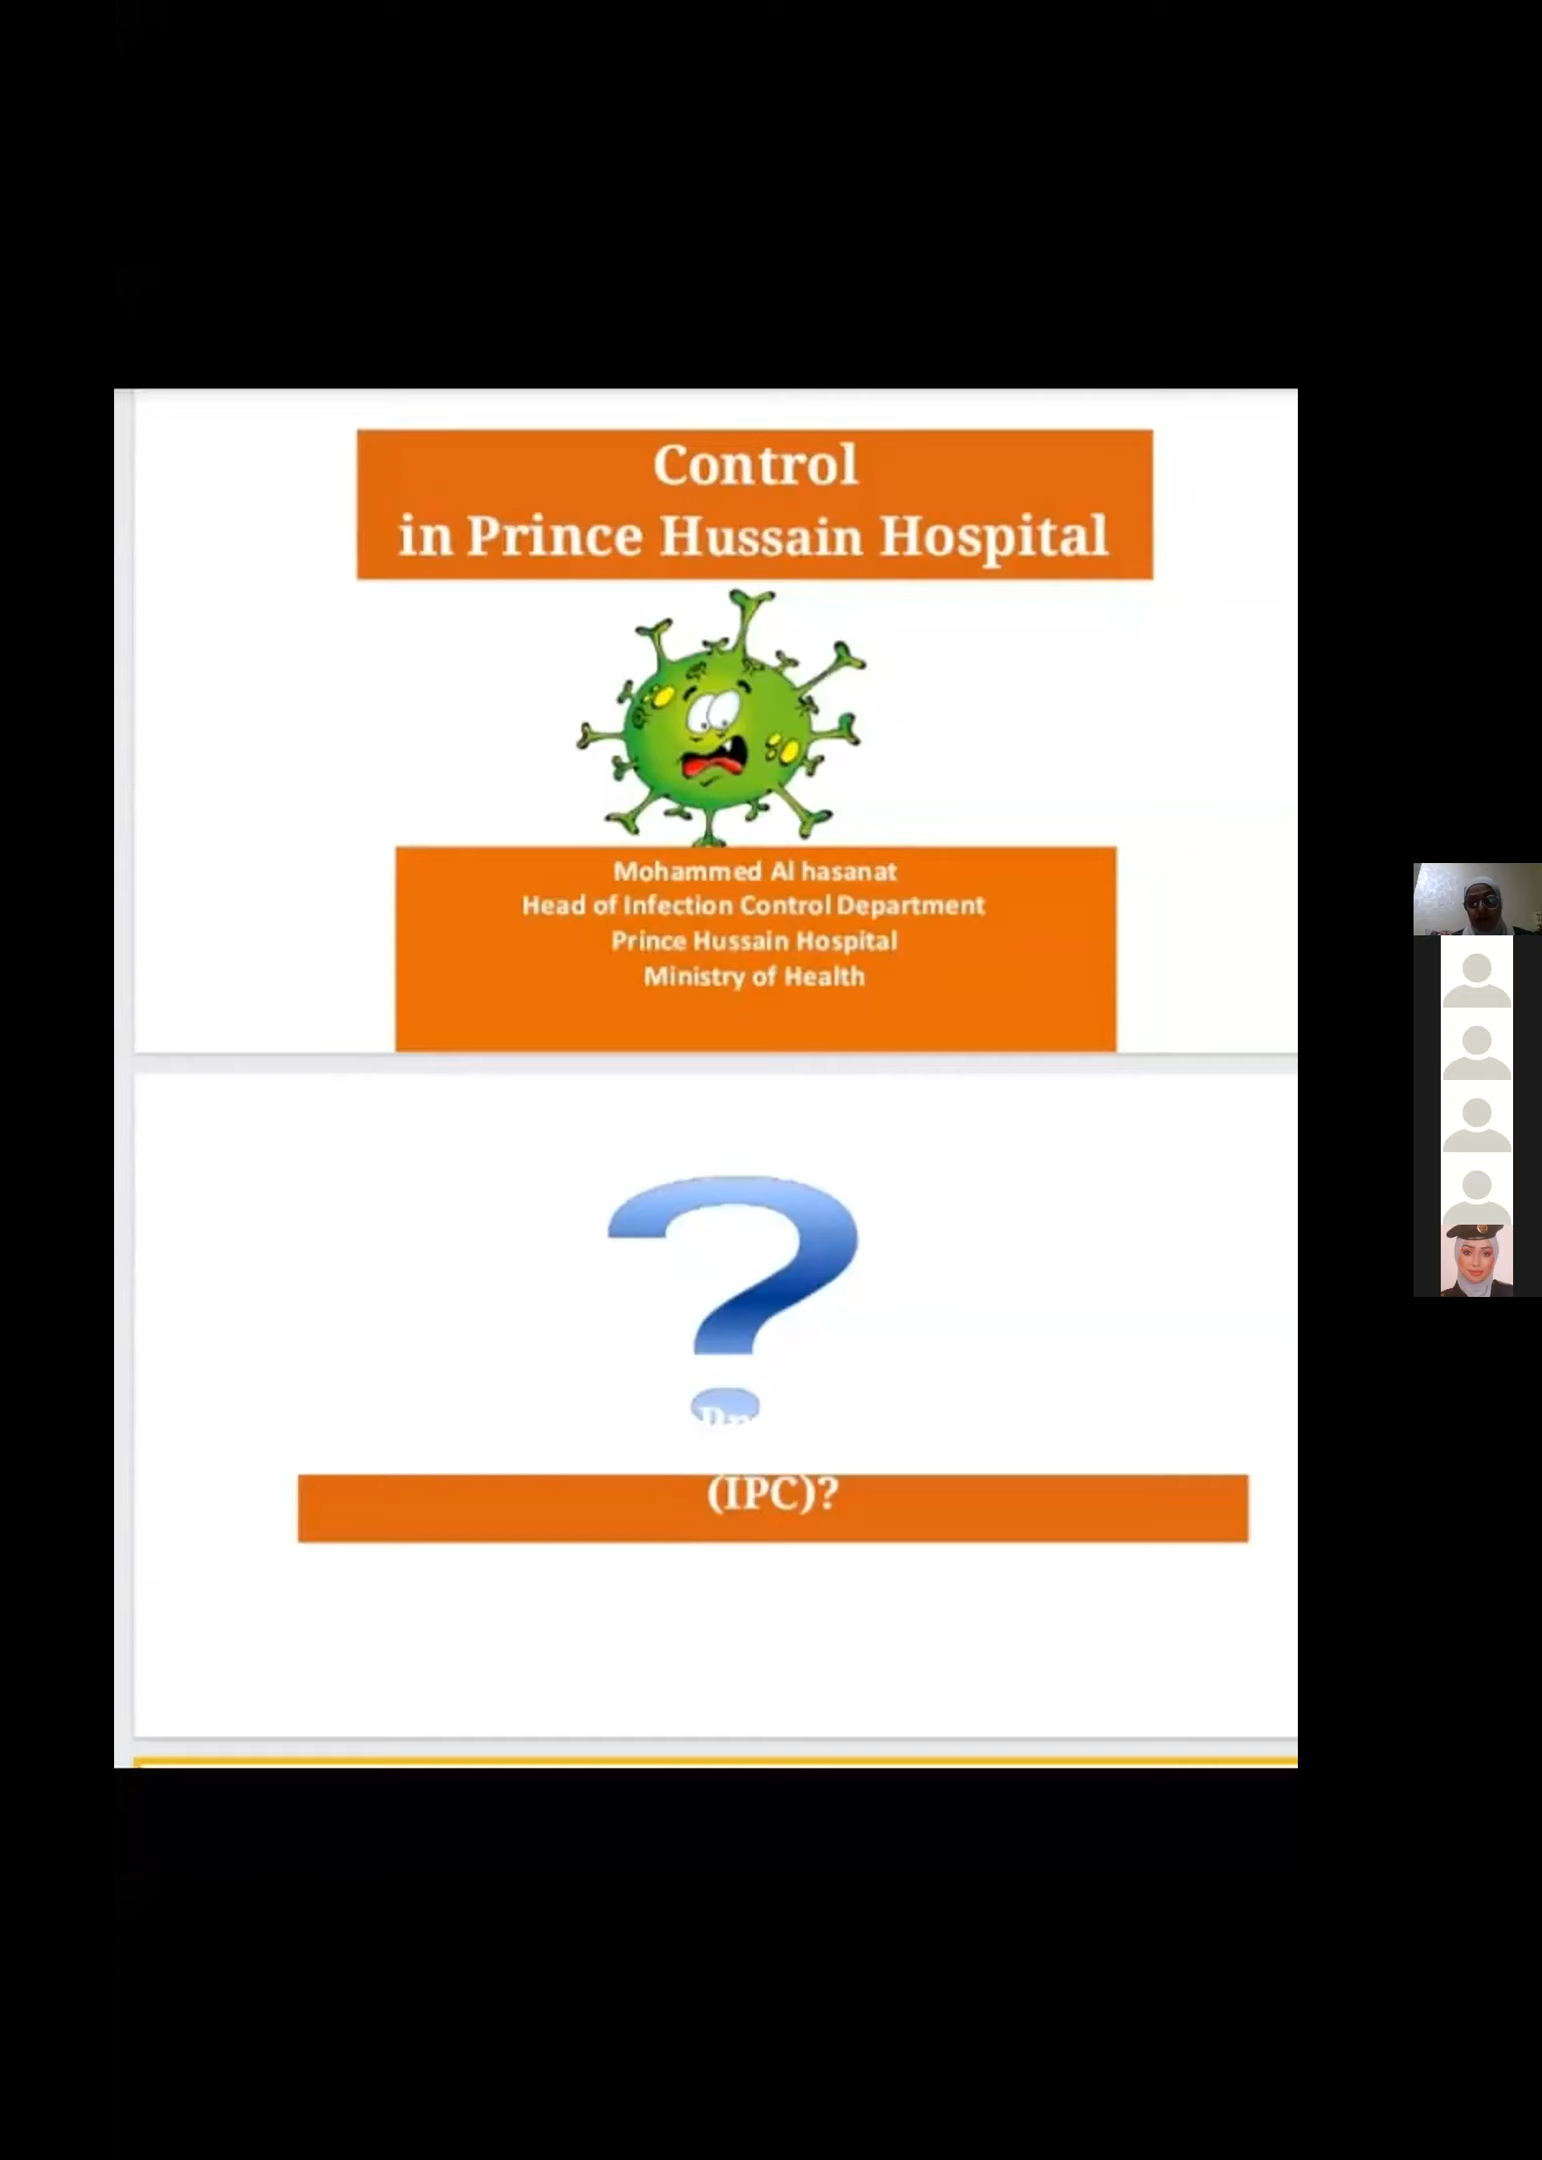 Control
in Prince Hussain Hospital
Mohammed Al hasanat
Head of Infection Control Department
Prince Hussain Hospital
Ministry of Health
(IPC)?